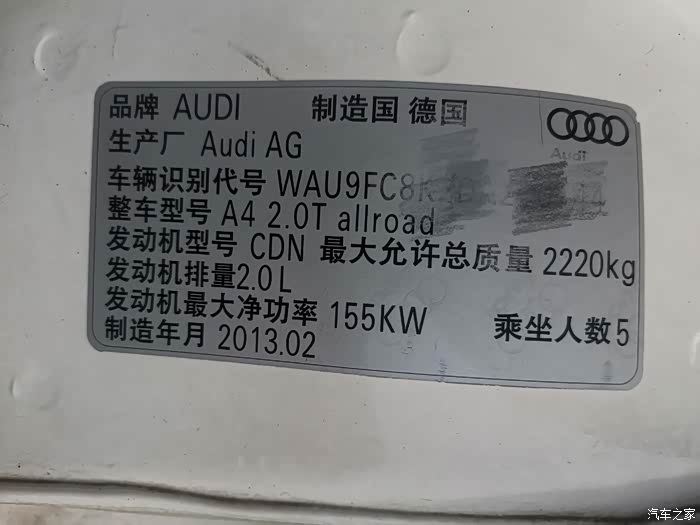 品牌 AUDI 制造国 德国
生产厂 Audi AG
Audi
车辆识别代号 WAU9FC8K
整车型号 A4 2.0T allroad
发动机型号 CDN 最大允许总质量 2220kg
发动机排量2.0L
发动机最大净功率 155KW 乘坐人数5
制造年月 2013.02
汽车之家